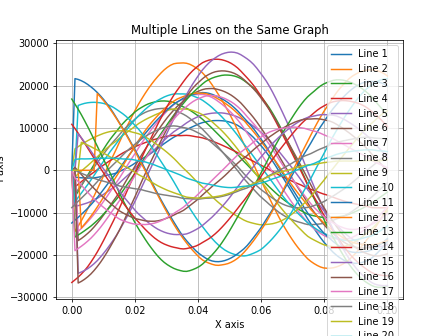 Multiple Lines on the Same Graph
30000
20000
10000
0
−10000
−20000
−30000
0.00
0.02
0.04
0.06
0.08
X axis
Line 1
Line 2
Line 3
Line 4
Line 5
Line 6
Line 7
Line 8
Line 9
Line 10
Line 11
Line 12
Line 13
Line 14
Line 15
Line 16
Line 17
Line 18
Line 19
Line 20